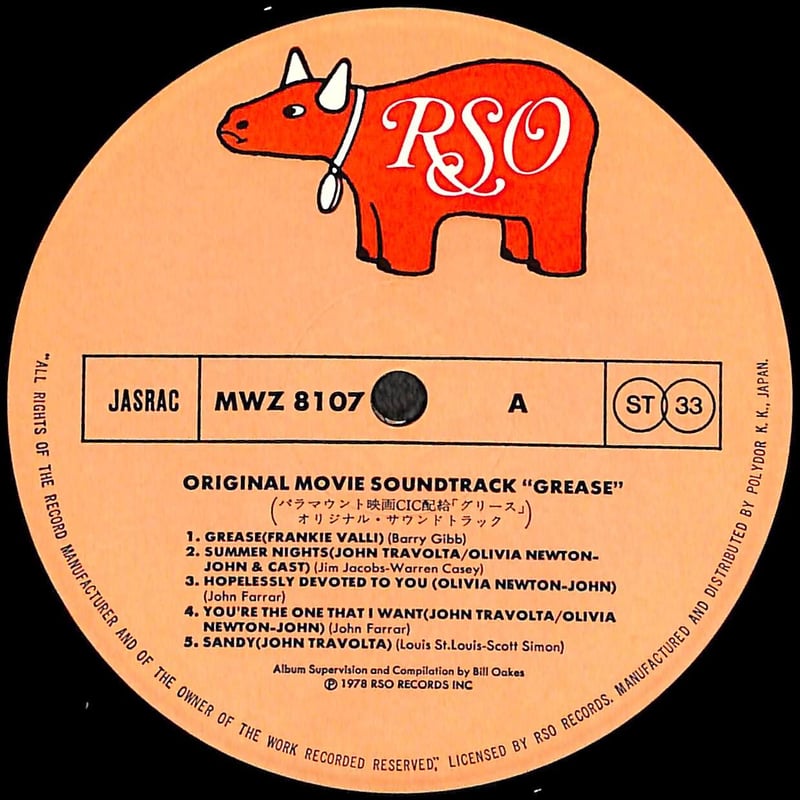 RSO
JASRAC
MWZ 8107
A
ST 33
ORIGINAL MOVIE SOUNDTRACK “GREASE”
(パラマウント映画CIC配給「グリース」
オリジナル・サウンドトラック)
1. GREASE(FRANKIE VALLI) (Barry Gibb)
2. SUMMER NIGHTS(JOHN TRAVOLTA/OLIVIA NEWTON-
JOHN & CAST) (Jim Jacobs-Warren Casey)
3. HOPELESSLY DEVOTED TO YOU (OLIVIA NEWTON-JOHN)
(John Farrar)
4. YOU'RE THE ONE THAT I WANT(JOHN TRAVOLTA/OLIVIA
NEWTON-JOHN) (John Farrar)
5. SANDY(JOHN TRAVOLTA) (Louis St.Louis-Scott Simon)
Album Supervision and Compilation by Bill Oakes
℗ 1978 RSO RECORDS INC
“ALL RIGHTS OF THE RECORD MANUFACTURER AND OF THE OWNER OF THE WORK RECORDED RESERVED”, LICENSED BY RSO RECORDS. MANUFACTURED AND DISTRIBUTED BY POLYDOR K. K., JAPAN.